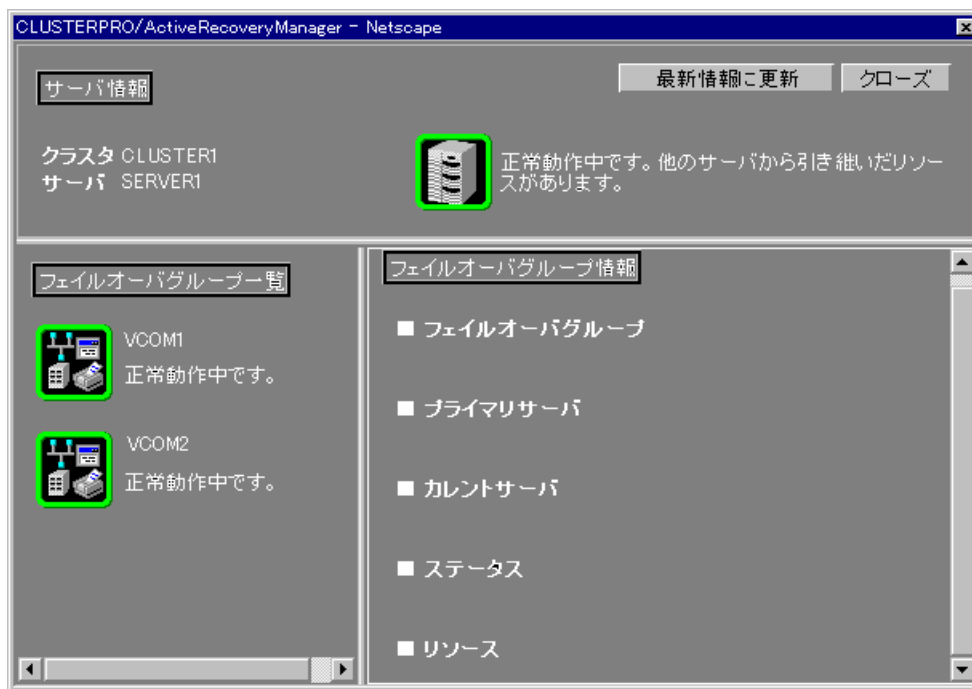 CLUSTERPRO/ActiveRecoveryManager - Netscape
サーバ情報
最新情報に更新
クローズ
クラスタ CLUSTER1
サーバ SERVER1
正常動作中です。他のサーバから引き継いだリソー
スがあります。
フェイルオーバグループ一覧
VCOM1
正常動作中です。
VCOM2
正常動作中です。
フェイルオーバグループ情報
■ フェイルオーバグループ
■ プライマリサーバ
■ カレントサーバ
■ ステータス
■ リソース